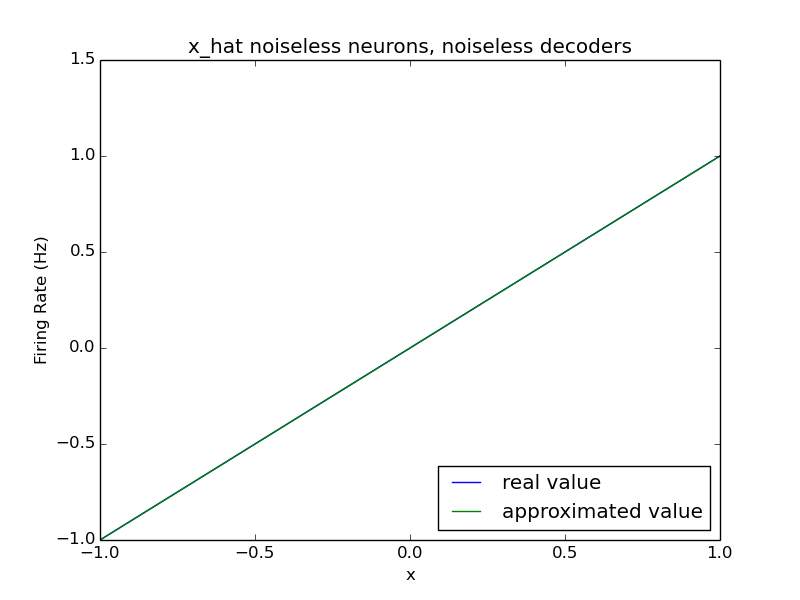 x_hat noiseless neurons, noiseless decoders
1.5
1.0
0.5
0.0
−0.5
−1.0
Firing Rate (Hz)
real value
approximated value
−1.0 −0.5 0.0 0.5 1.0
x